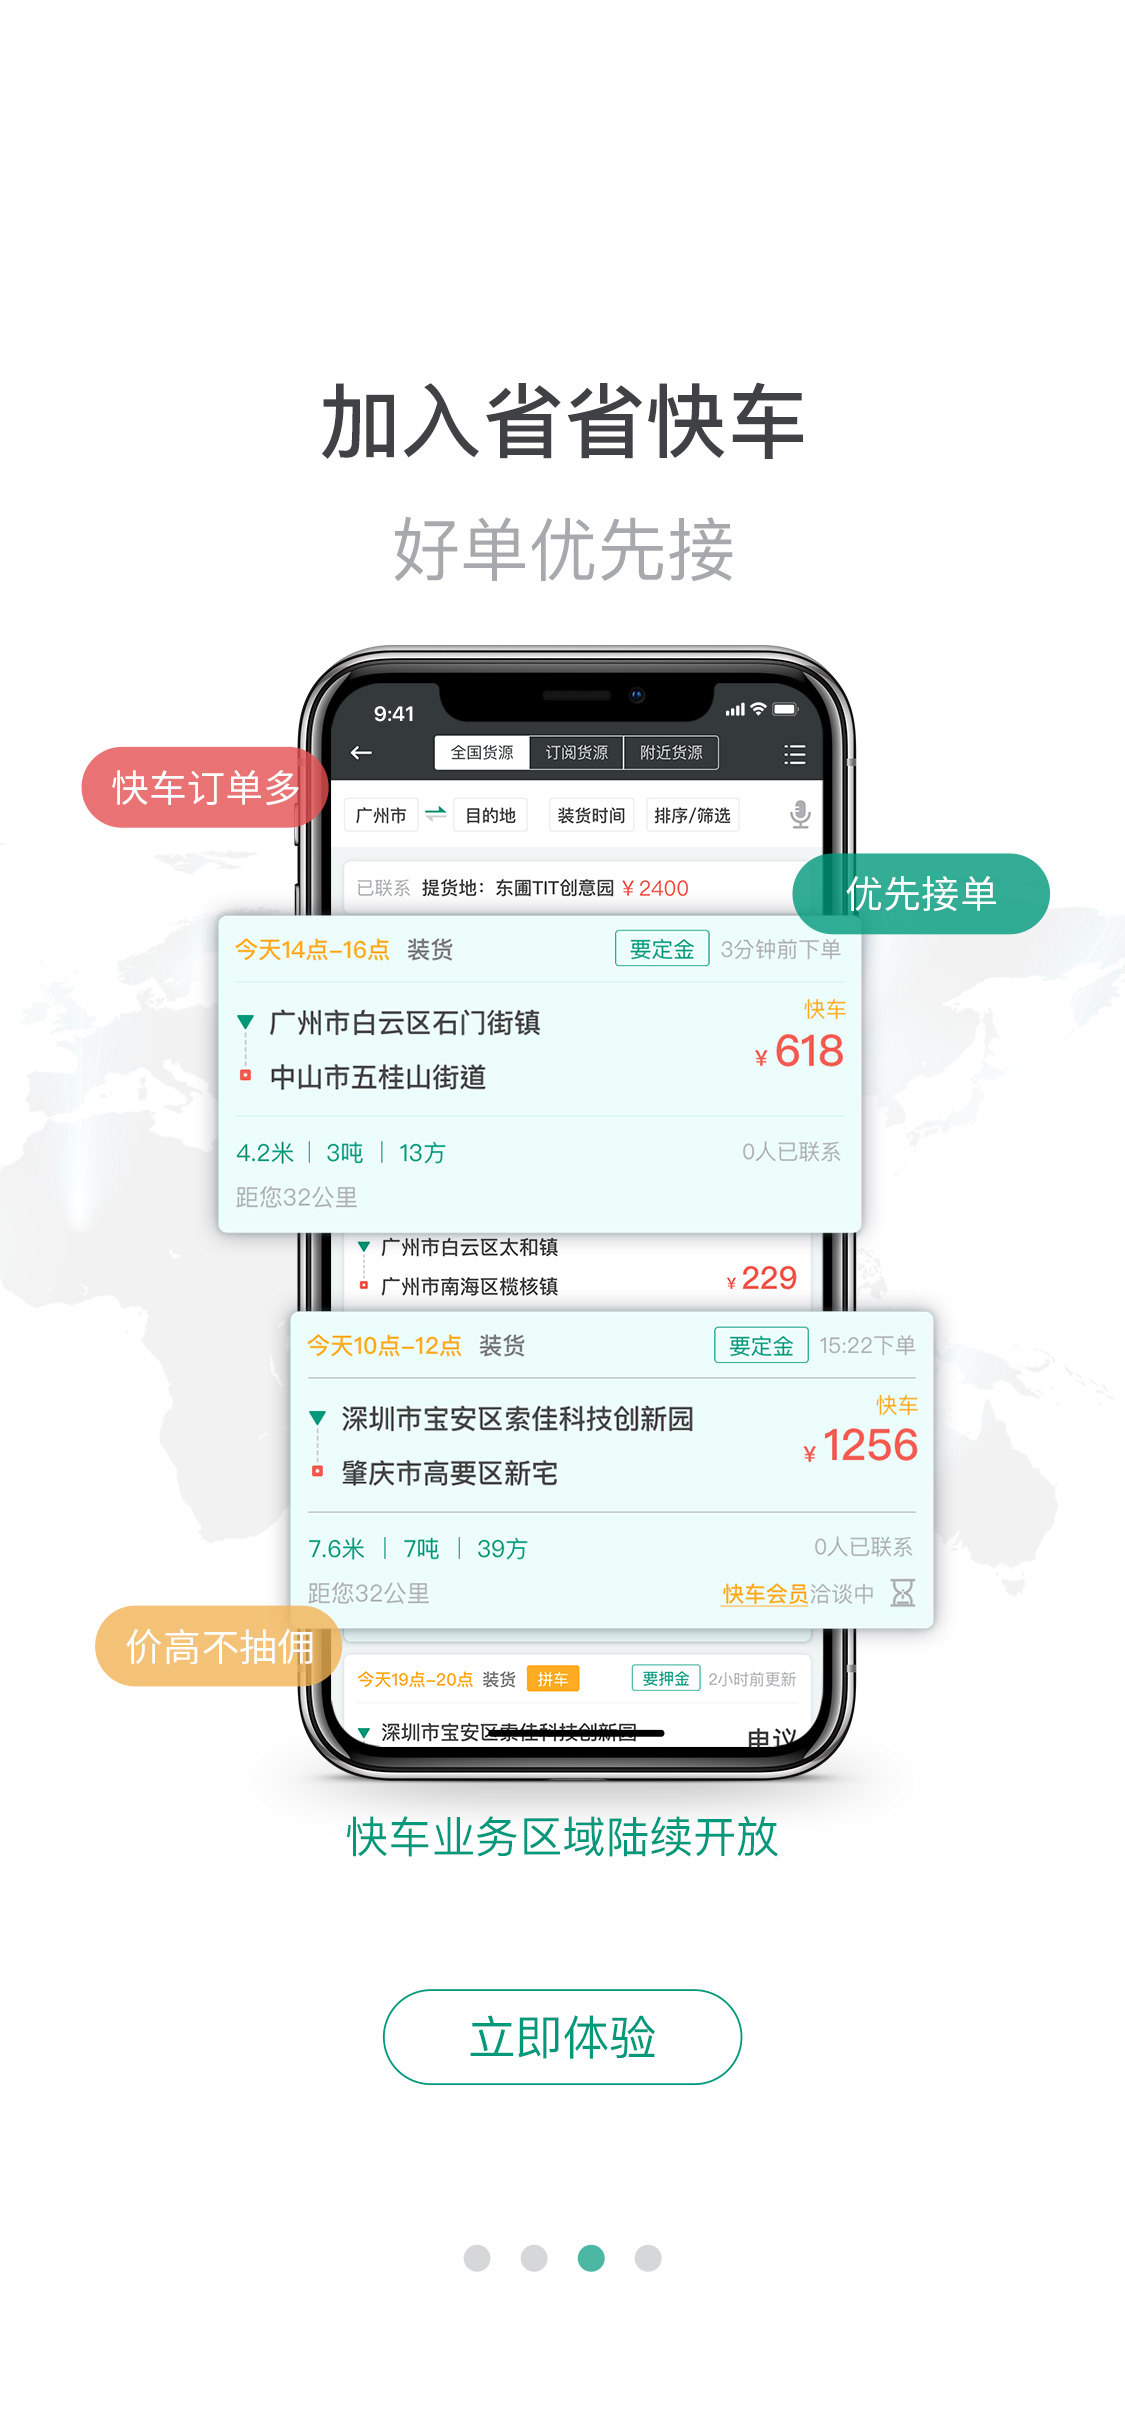 加入省省快车
好单优先接
9:41
全国货源 订阅货源 附近货源
快车订单多
广州市 目的地 装货时间 排序/筛选
已联系 提货地：东圃TIT创意园 ¥2400
优先接单
今天14点-16点 装货 要定金 3分钟前下单
快车
广州市白云区石门街镇
¥618
中山市五桂山街道
4.2米 | 3吨 | 13方 0人已联系
距您32公里
广州市白云区太和镇
¥229
广州市南海区榄核镇
今天10点-12点 装货 要定金 15:22下单
快车
深圳市宝安区索佳科技创新园
¥1256
肇庆市高要区新宅
7.6米 | 7吨 | 39方 0人已联系
距您32公里 快车会员洽谈中
价高不抽佣
今天19点-20点 装货 拼车 要押金 2小时前更新
深圳市宝安区索佳科技创新园
快车业务区域陆续开放
立即体验